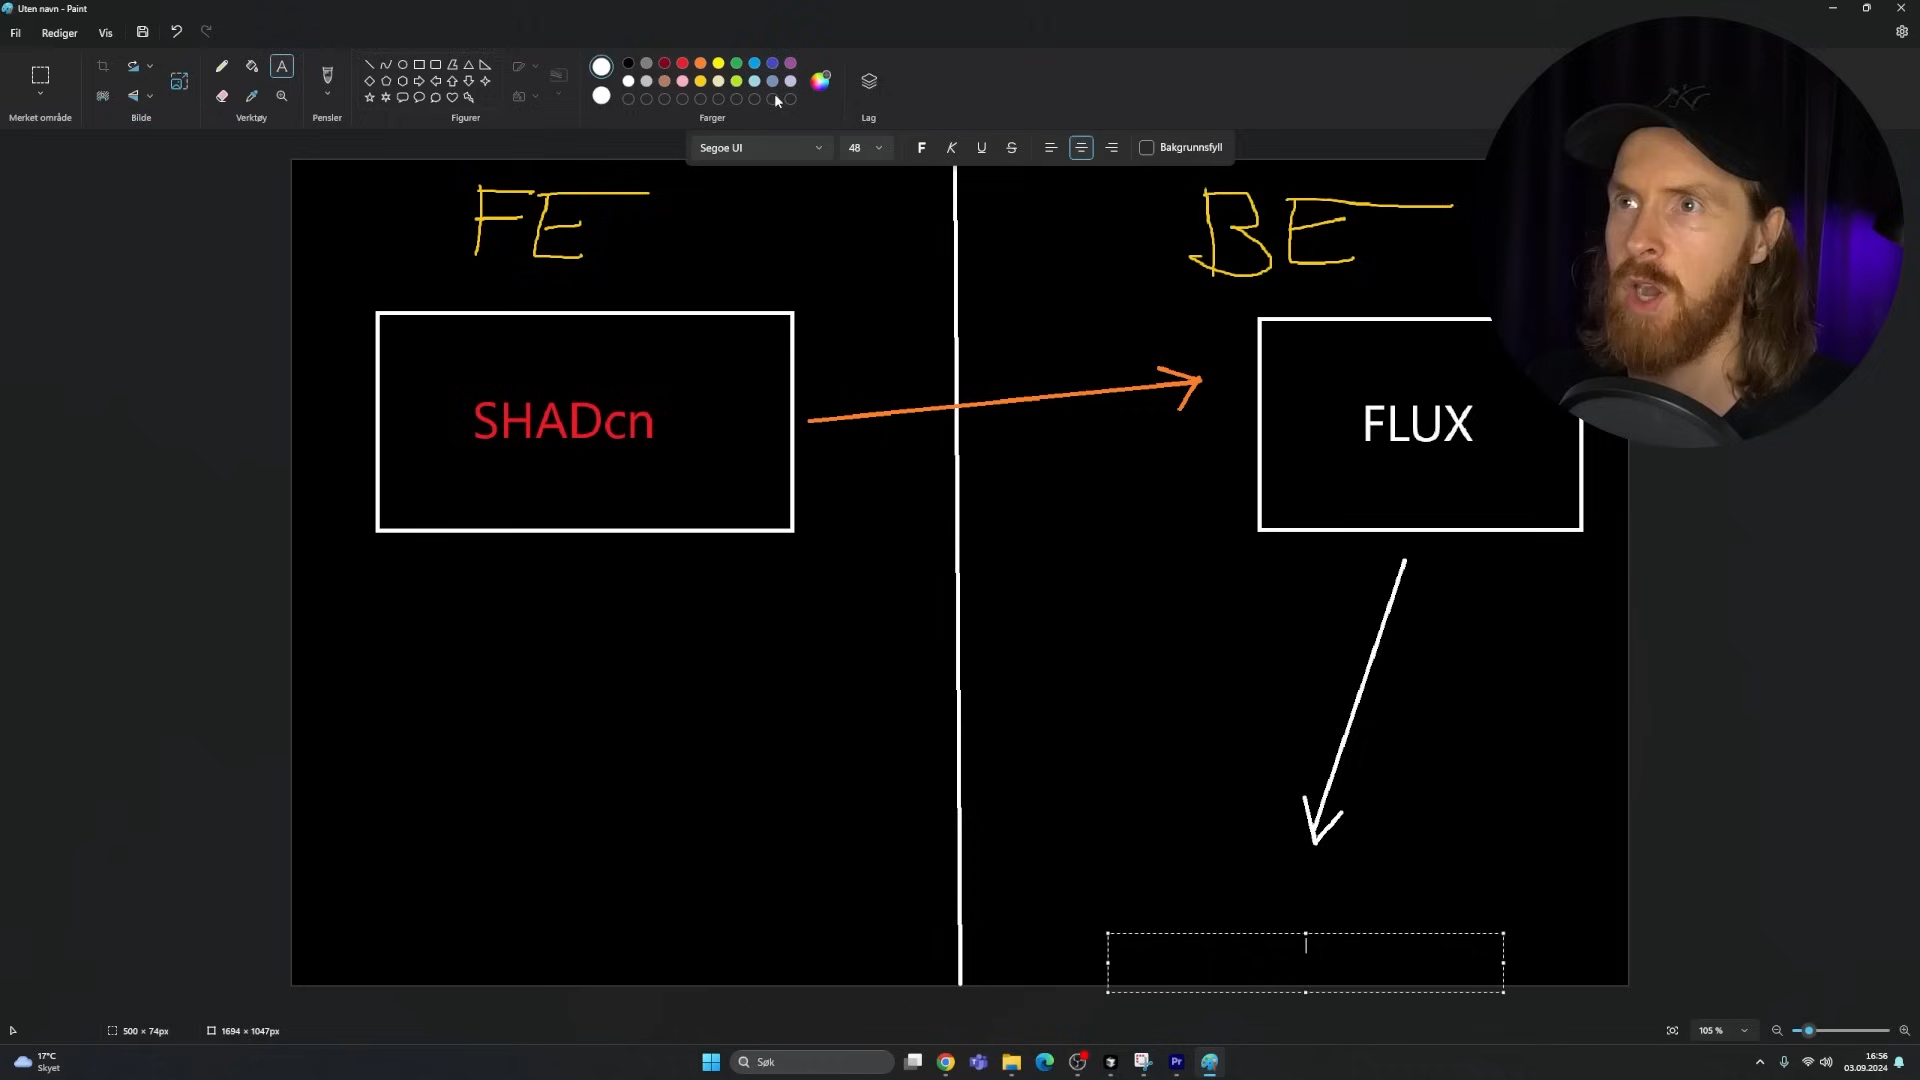 Uten navn - Paint
Fil Rediger Vis
Merket område Bilde Verktøy Pensler Figurer Farger Lag
Segoe UI 48 F K U S Bakgrunnsfyll
FE
BE
SHADcn
FLUX
500 × 74px 1694 × 1047px 105 %
17°C
Skyet
Søk
16:56
03.09.2024